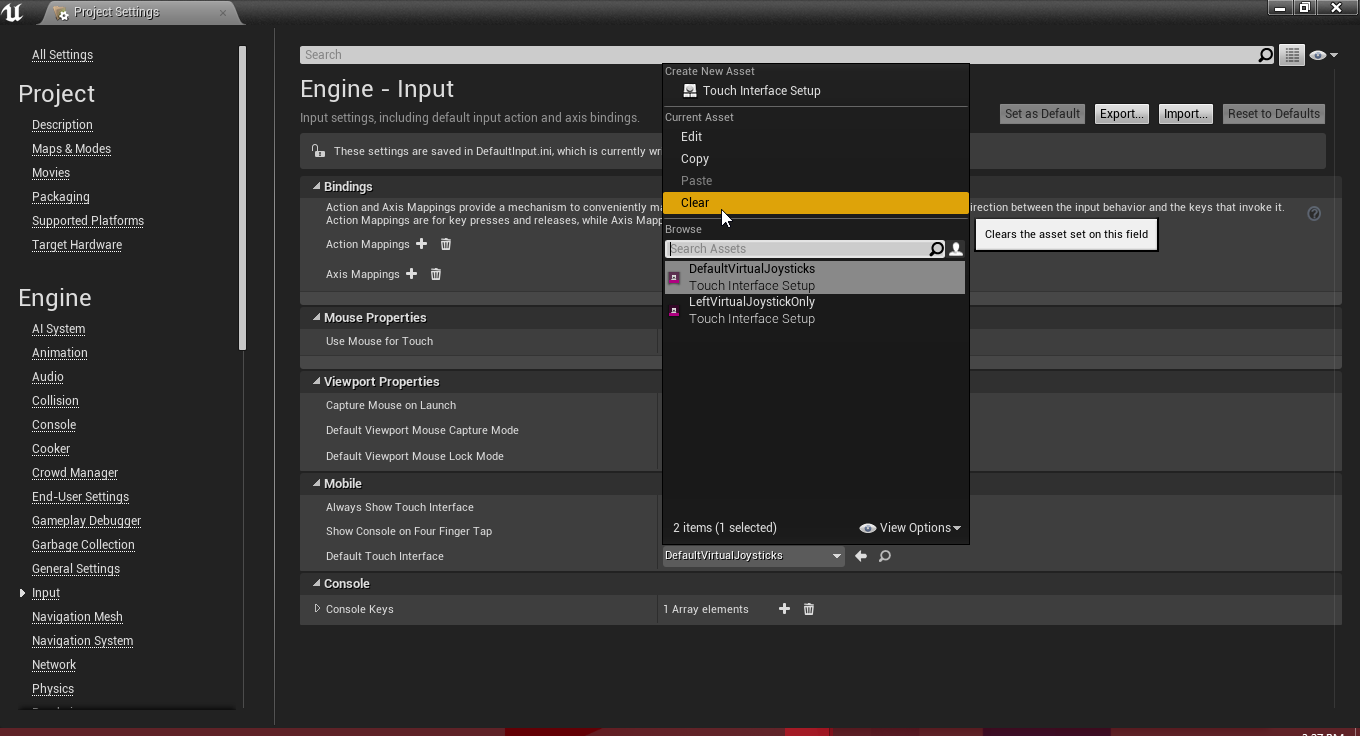 Project Settings
All Settings
Project
Description
Maps & Modes
Movies
Packaging
Supported Platforms
Target Hardware
Engine
AI System
Animation
Audio
Collision
Console
Cooker
Crowd Manager
End-User Settings
Gameplay Debugger
Garbage Collection
General Settings
Input
Navigation Mesh
Navigation System
Network
Physics
Search
Engine - Input
Input settings, including default input action and axis bindings.
Set as Default
Export...
Import...
Reset to Defaults
These settings are saved in DefaultInput.ini, which is currently
Bindings
Action and Axis Mappings provide a mechanism to conveniently
between the input behavior and the keys that invoke it.
Action Mappings are for key presses and releases, while Axis
Action Mappings
Axis Mappings
Mouse Properties
Use Mouse for Touch
Viewport Properties
Capture Mouse on Launch
Default Viewport Mouse Capture Mode
Default Viewport Mouse Lock Mode
Mobile
Always Show Touch Interface
Show Console on Four Finger Tap
Default Touch Interface
DefaultVirtualJoysticks
Console
Console Keys
1 Array elements
Create New Asset
Touch Interface Setup
Current Asset
Edit
Copy
Paste
Clear
Browse
Search Assets
DefaultVirtualJoysticks
Touch Interface Setup
LeftVirtualJoystickOnly
Touch Interface Setup
2 items (1 selected)
View Options
Clears the asset set on this field